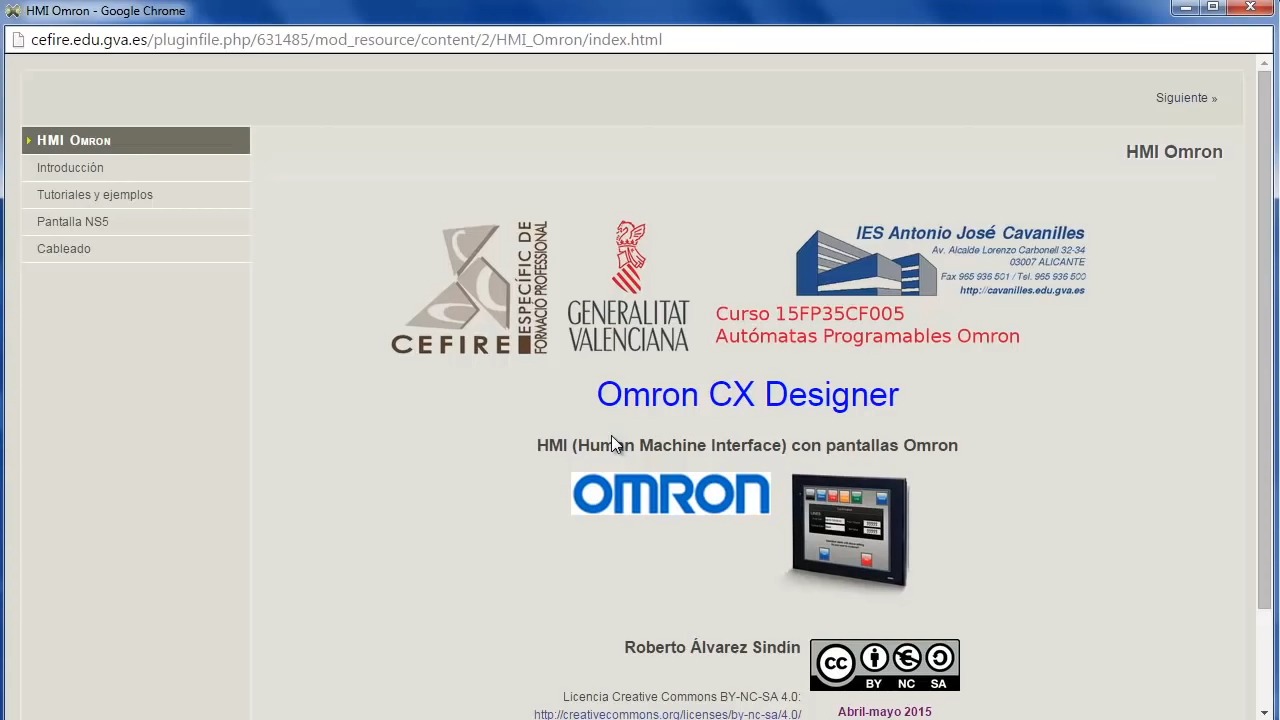 HMI Omron - Google Chrome
cefire.edu.gva.es/pluginfile.php/631485/mod_resource/content/2/HMI_Omron/index.html
Siguiente »
HMI Omron
Introducción
Tutoriales y ejemplos
Pantalla NS5
Cableado
HMI Omron
CEFIRE
ESPECÍFIC DE
FORMACIÓ PROFESSIONAL
GENERALITAT
VALENCIANA
IES Antonio José Cavanilles
Av. Alcalde Lorenzo Carbonell 32-34
03007 ALICANTE
Fax 965 936 501 / Tel. 965 936 500
http://cavanilles.edu.gva.es
Curso 15FP35CF005
Autómatas Programables Omron
Omron CX Designer
HMI (Human Machine Interface) con pantallas Omron
OMRON
Roberto Álvarez Sindín
cc
BY NC SA
Licencia Creative Commons BY-NC-SA 4.0:
http://creativecommons.org/licenses/by-nc-sa/4.0/
Abril-mayo 2015